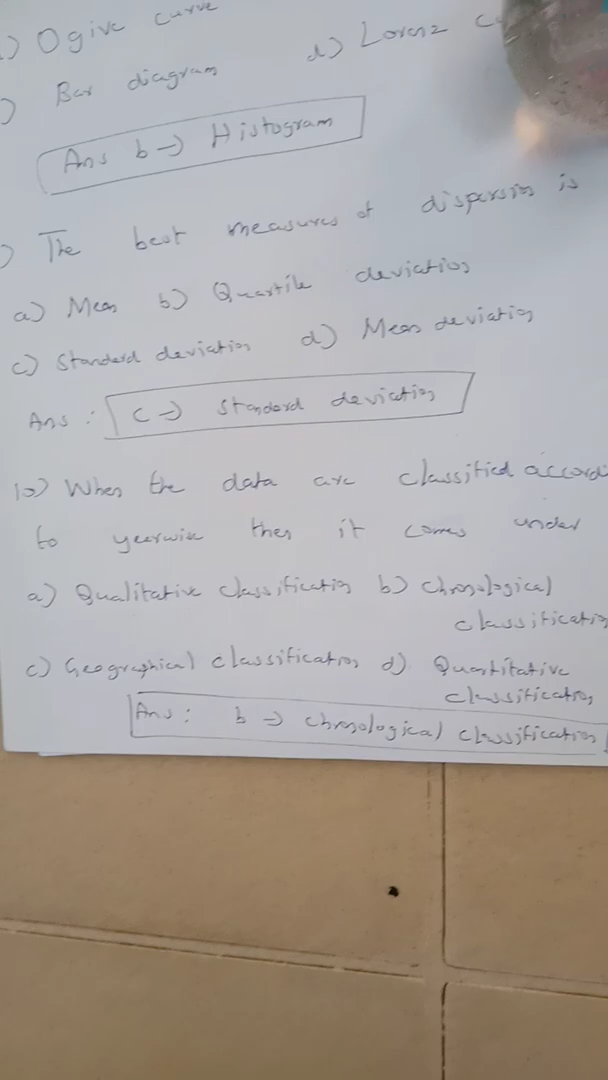 ) Ogive curve
) Bar diagram d) Lorenz c
Ans b → Histogram
) The best measures of dispersion is
a) Mean b) Quartile deviation
c) Standard deviation d) Mean deviation
Ans : c → Standard deviation
10) When the data are classified accordi
to yearwise then it comes under
a) Qualitative classification b) Chronological
classification
c) Geographical classification d) Quantitative
classification
Ans : b → chronological classification